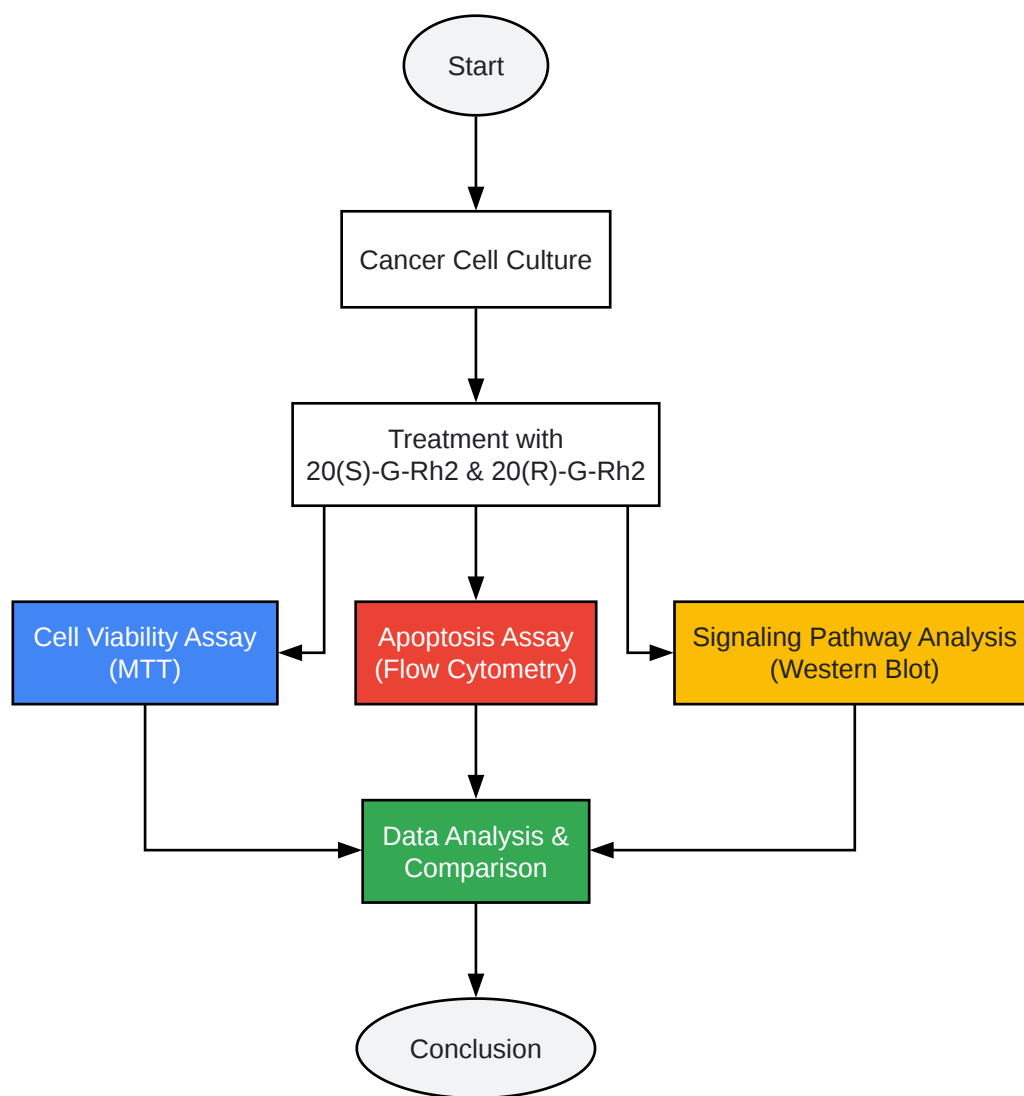 Start
Cancer Cell Culture
Treatment with
20(S)-G-Rh2 & 20(R)-G-Rh2
Cell Viability Assay
(MTT)
Apoptosis Assay
(Flow Cytometry)
Signaling Pathway Analysis
(Western Blot)
Data Analysis &
Comparison
Conclusion